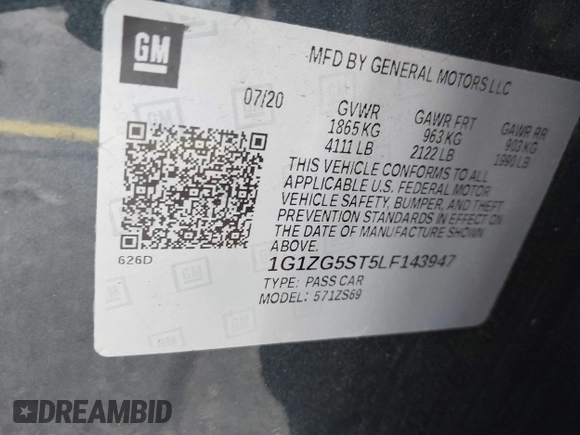 GM
MFD BY GENERAL MOTORS LLC
07/20
GVWR
1865 KG
4111 LB
GAWR FRT
963 KG
2122 LB
GAWR RR
903 KG
1990 LB
THIS VEHICLE CONFORMS TO ALL
APPLICABLE U.S. FEDERAL MOTOR
VEHICLE SAFETY, BUMPER, AND THEFT
PREVENTION STANDARDS IN EFFECT ON
THE DATE OF MANUFACTURE SHOWN
ABOVE.
626D
1G1ZG5ST5LF143947
TYPE: PASS CAR
MODEL: 571ZS69
DREAMBID